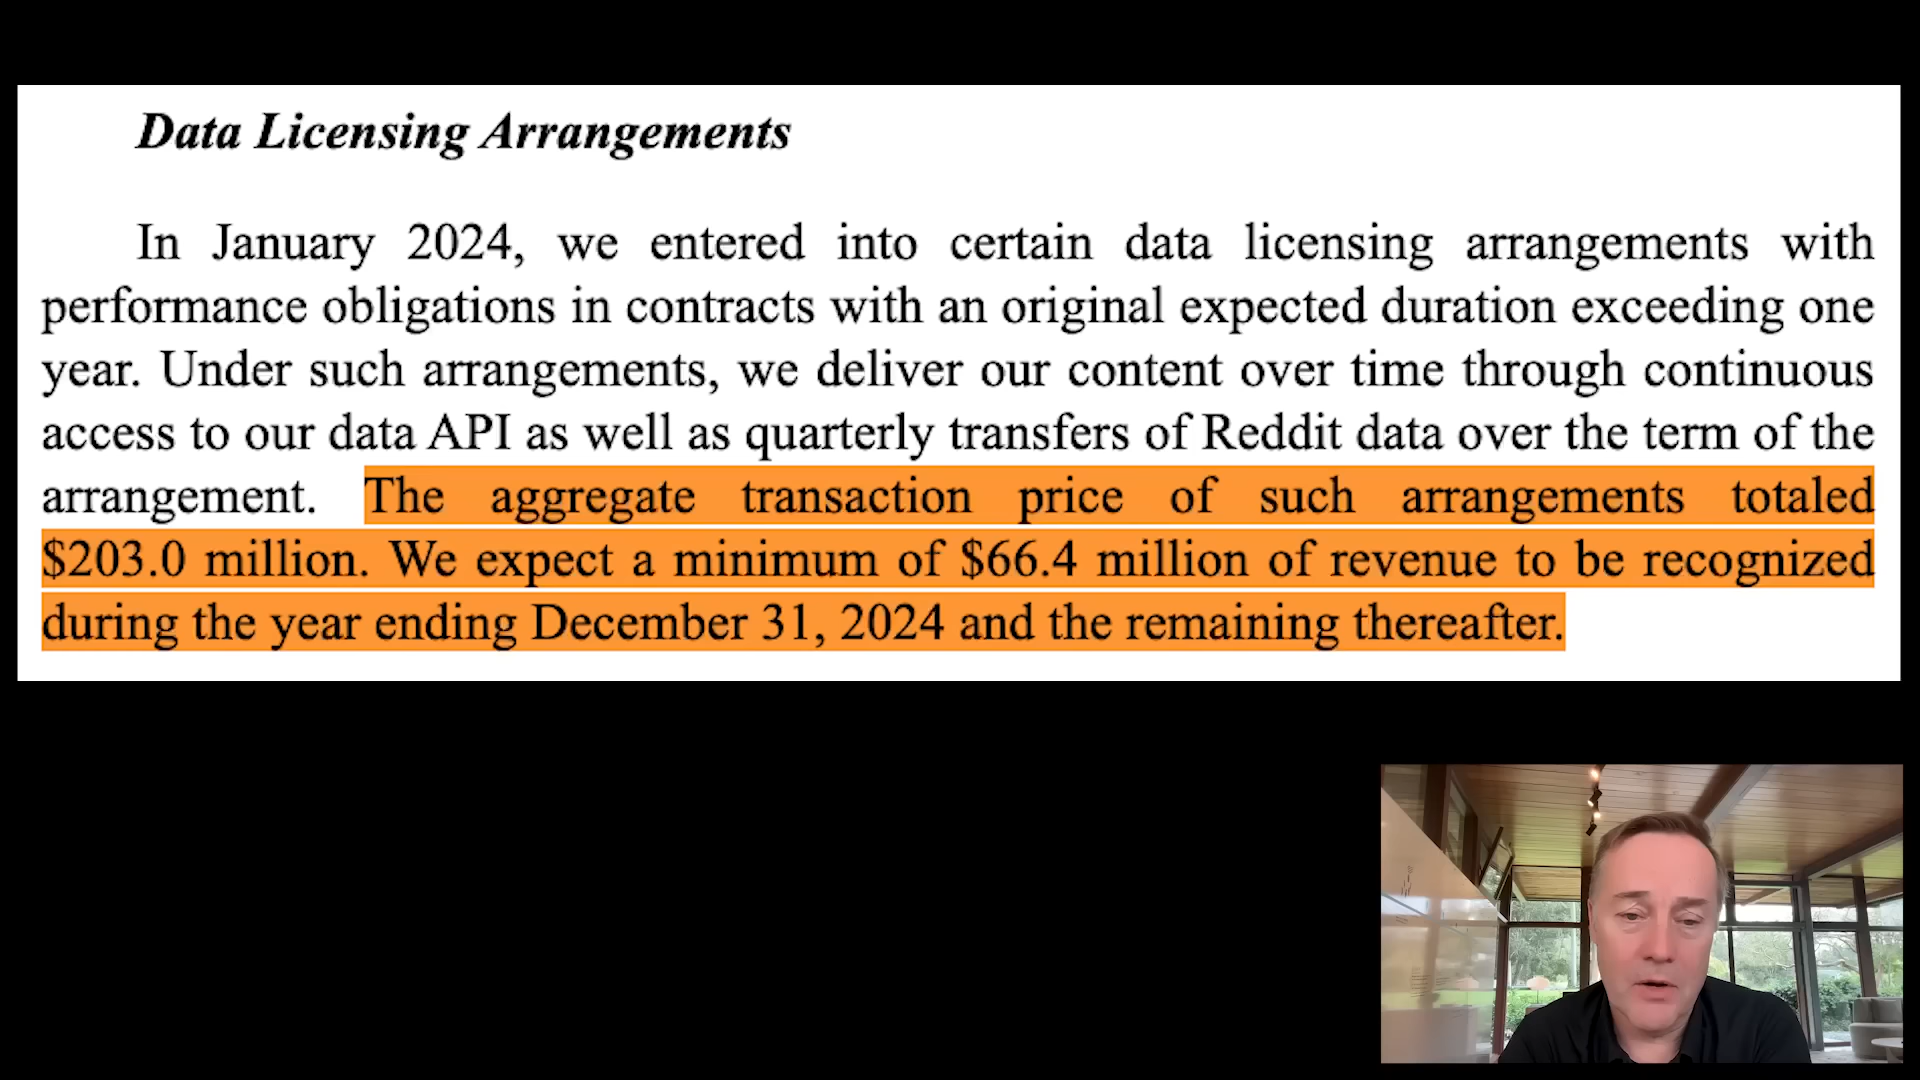 Data Licensing Arrangements
In January 2024, we entered into certain data licensing arrangements with
performance obligations in contracts with an original expected duration exceeding one
year. Under such arrangements, we deliver our content over time through continuous
access to our data API as well as quarterly transfers of Reddit data over the term of the
arrangement. The aggregate transaction price of such arrangements totaled
$203.0 million. We expect a minimum of $66.4 million of revenue to be recognized
during the year ending December 31, 2024 and the remaining thereafter.